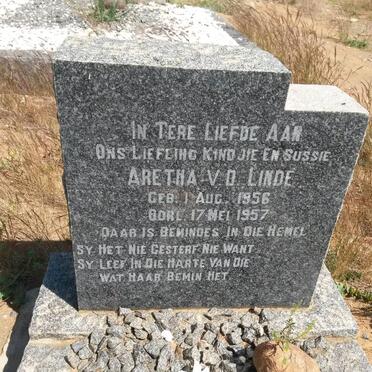 IN TERE LIEFDE AAN
ONS LIEFLING KINDJIE EN SUSSIE
ARETHA V.D. LINDE
GEB. 1 AUG. 1956
OORL. 17 MEI 1957
DAAR IS BEMINDES IN DIE HEMEL
SY HET NIE GESTERF NIE WANT
SY LEEF IN DIE HARTE VAN DIE
WAT HAAR BEMIN HET